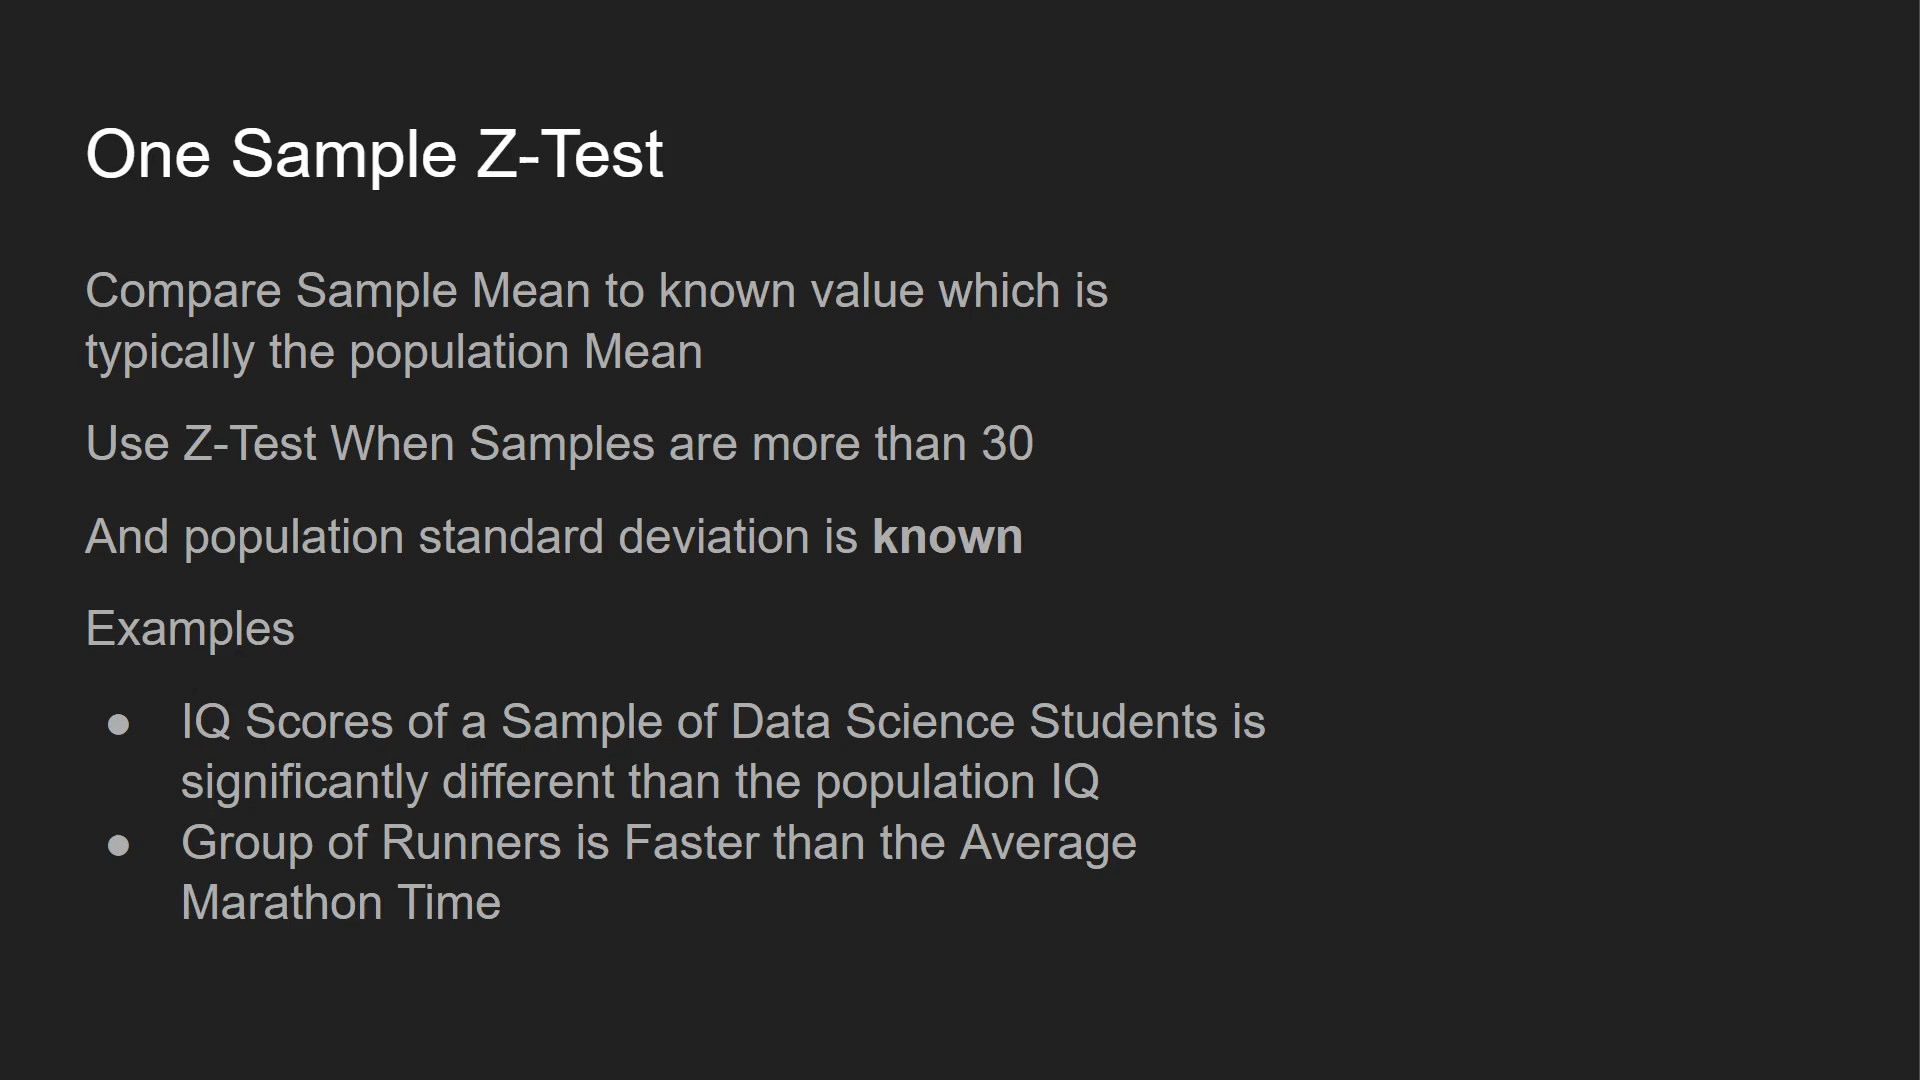 One Sample Z-Test
Compare Sample Mean to known value which is
typically the population Mean
Use Z-Test When Samples are more than 30
And population standard deviation is known
Examples
● IQ Scores of a Sample of Data Science Students is
significantly different than the population IQ
● Group of Runners is Faster than the Average
Marathon Time